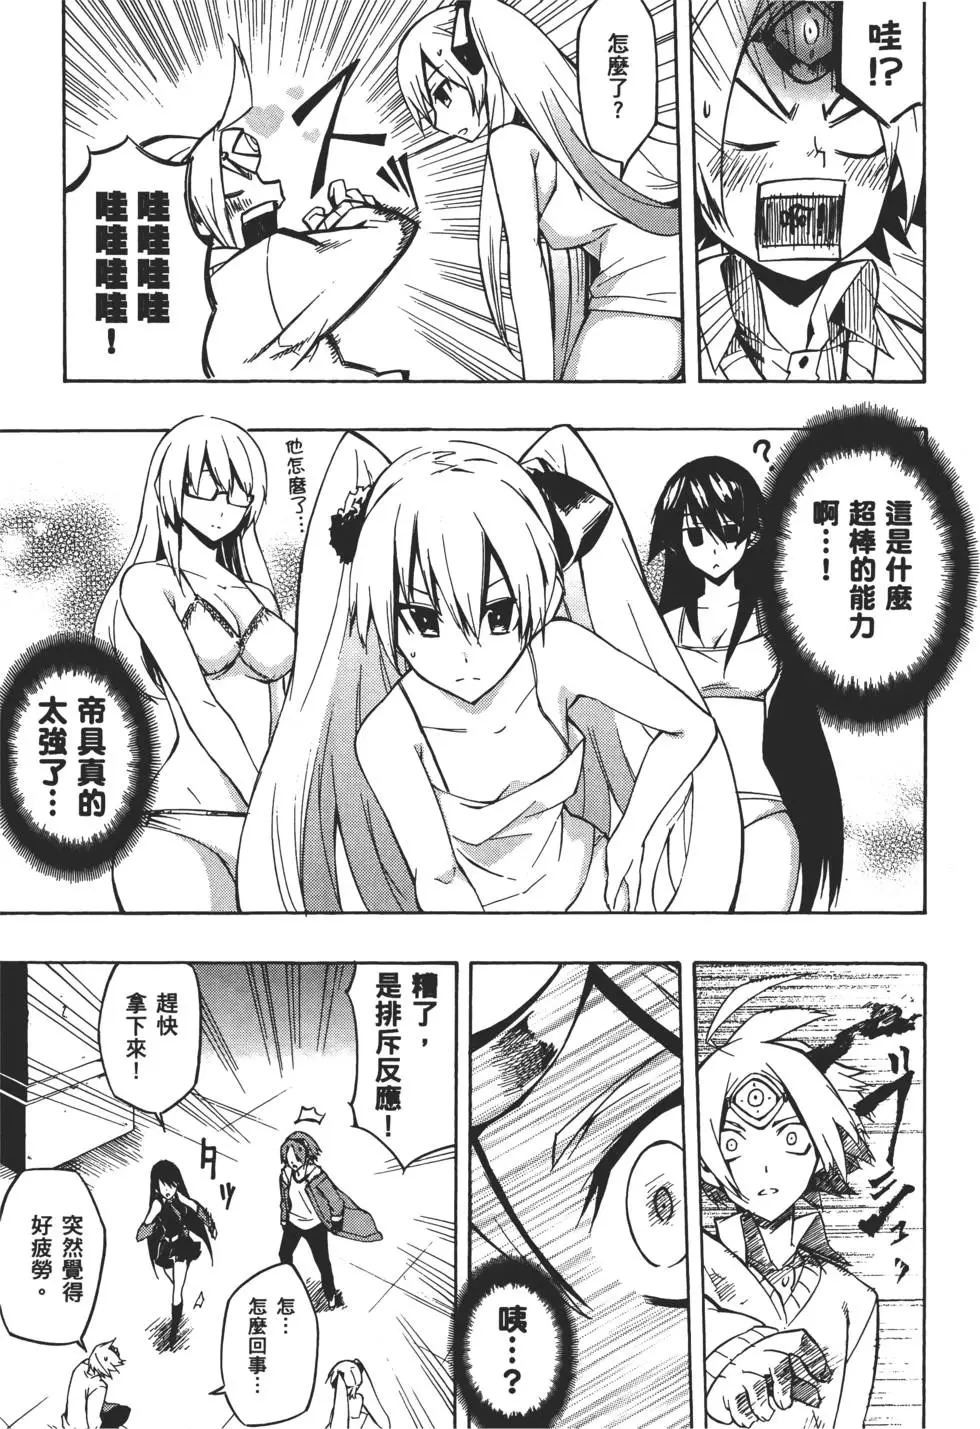 哇!?
啊
怎麼了?
哇哇哇哇
哇哇哇哇!
這是什麼
超棒的能力
啊…!
?
他怎麼了…
帝具真的
太強了…
咦…?
糟了,
是排斥反應!
趕快
拿下來!
タッ
怎…
怎麼回事…
突然覺得
好疲勞。